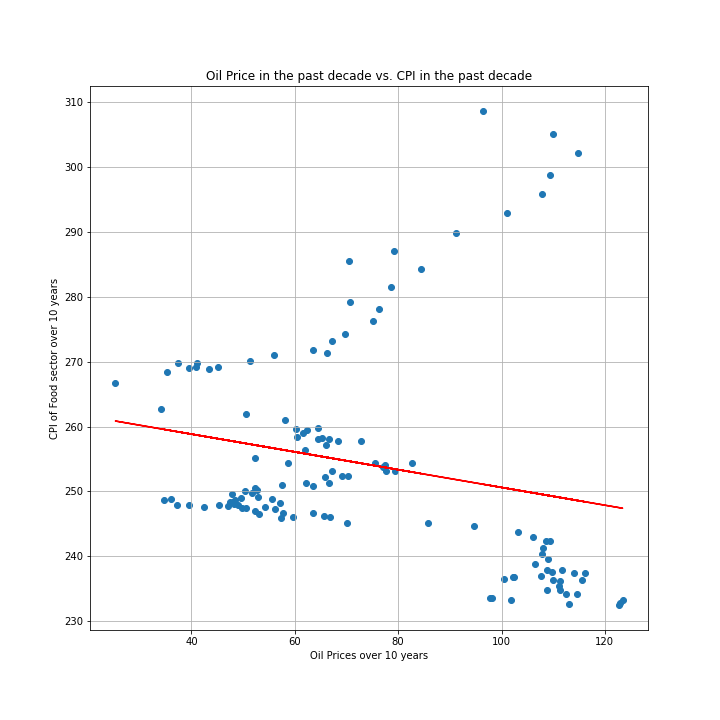 Oil Price in the past decade vs. CPI in the past decade
310
300
290
280
270
260
250
240
230
CPI of Food sector over 10 years
40 60 80 100 120
Oil Prices over 10 years